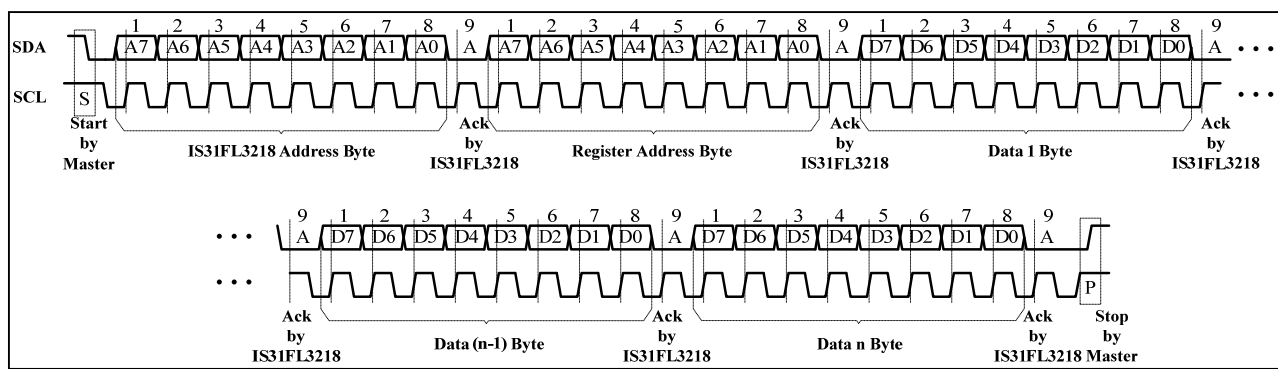 1 2 3 4 5 6 7 8 9 1 2 3 4 5 6 7 8 9 1 2 3 4 5 6 7 8 9
SDA A7 A6 A5 A4 A3 A2 A1 A0 A A7 A6 A5 A4 A3 A2 A1 A0 A D7 D6 D5 D4 D3 D2 D1 D0 A • • •
SCL S • • •
Start by Master
IS31FL3218 Address Byte
Ack by IS31FL3218
Register Address Byte
Ack by IS31FL3218
Data 1 Byte
Ack by IS31FL3218
9 1 2 3 4 5 6 7 8 9 1 2 3 4 5 6 7 8 9
• • • A D7 D6 D5 D4 D3 D2 D1 D0 A D7 D6 D5 D4 D3 D2 D1 D0 A
• • • P
Ack by IS31FL3218
Data (n-1) Byte
Ack by IS31FL3218
Data n Byte
Ack by IS31FL3218
Stop by Master